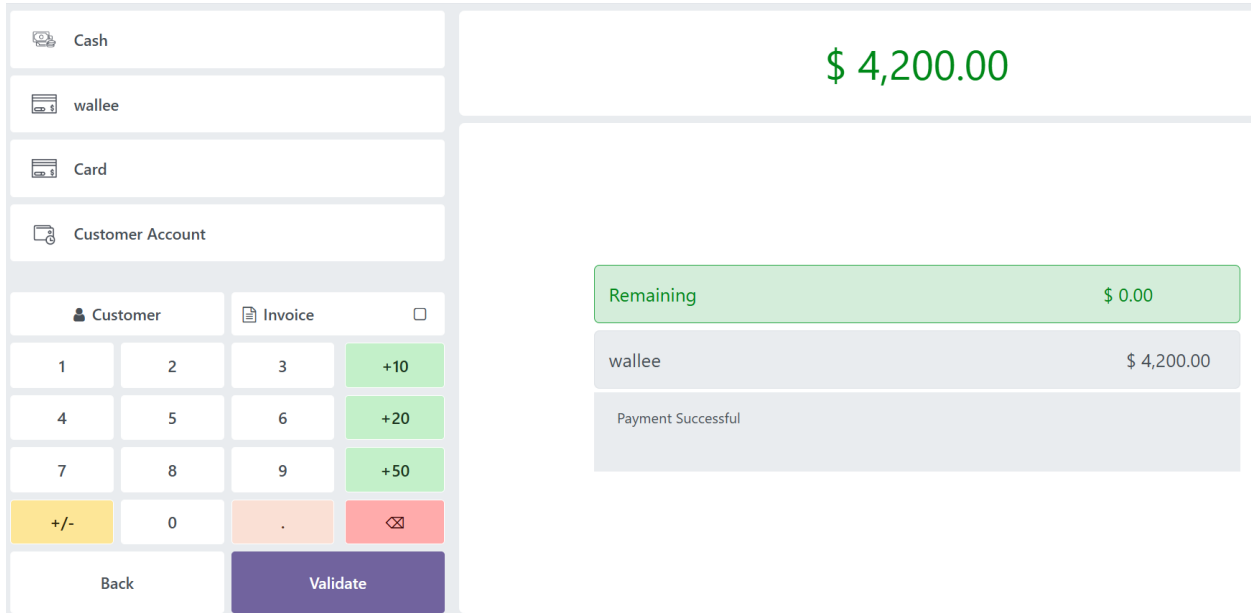 Cash
wallee
Card
Customer Account
Customer
Invoice
1 2 3 +10
4 5 6 +20
7 8 9 +50
+/- 0 . ⌫
Back
Validate
$ 4,200.00
Remaining $ 0.00
wallee $ 4,200.00
Payment Successful